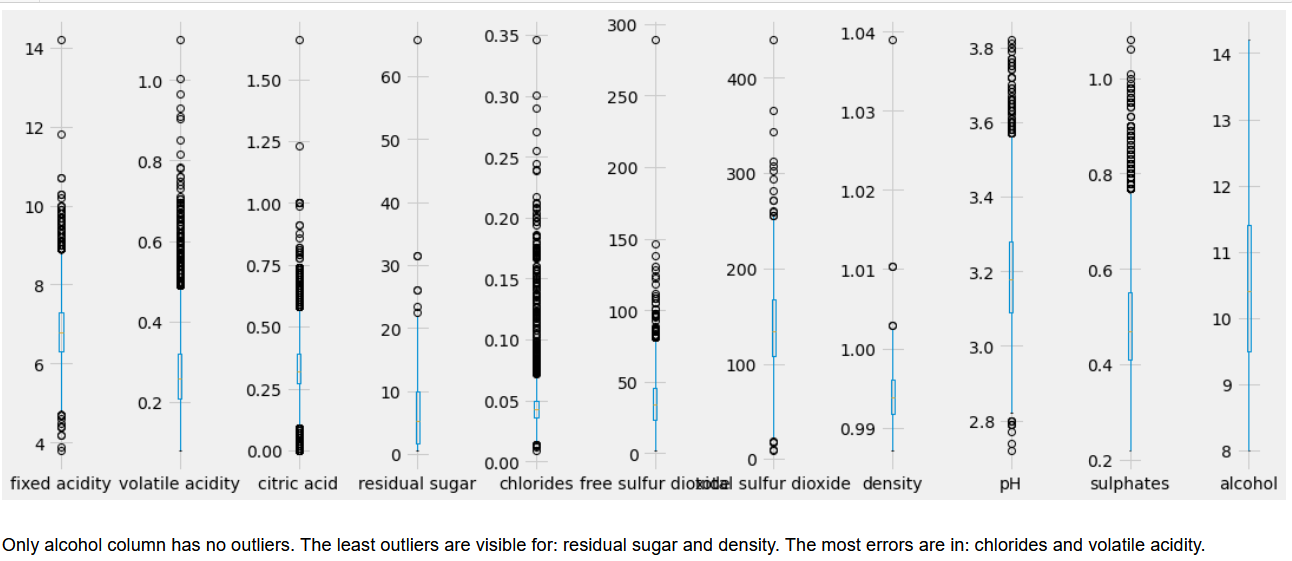 14 12 10 8 6 4
1.0 0.8 0.6 0.4 0.2
1.50 1.25 1.00 0.75 0.50 0.25 0.00
60 50 40 30 20 10 0
0.35 0.30 0.25 0.20 0.15 0.10 0.05 0.00
300 250 200 150 100 50 0
400 300 200 100 0
1.04 1.03 1.02 1.01 1.00 0.99
3.8 3.6 3.4 3.2 3.0 2.8
1.0 0.8 0.6 0.4 0.2
14 13 12 11 10 9 8
fixed acidity volatile acidity citric acid residual sugar chlorides free sulfur dioxide total sulfur dioxide density pH sulphates alcohol
Only alcohol column has no outliers. The least outliers are visible for: residual sugar and density. The most errors are in: chlorides and volatile acidity.